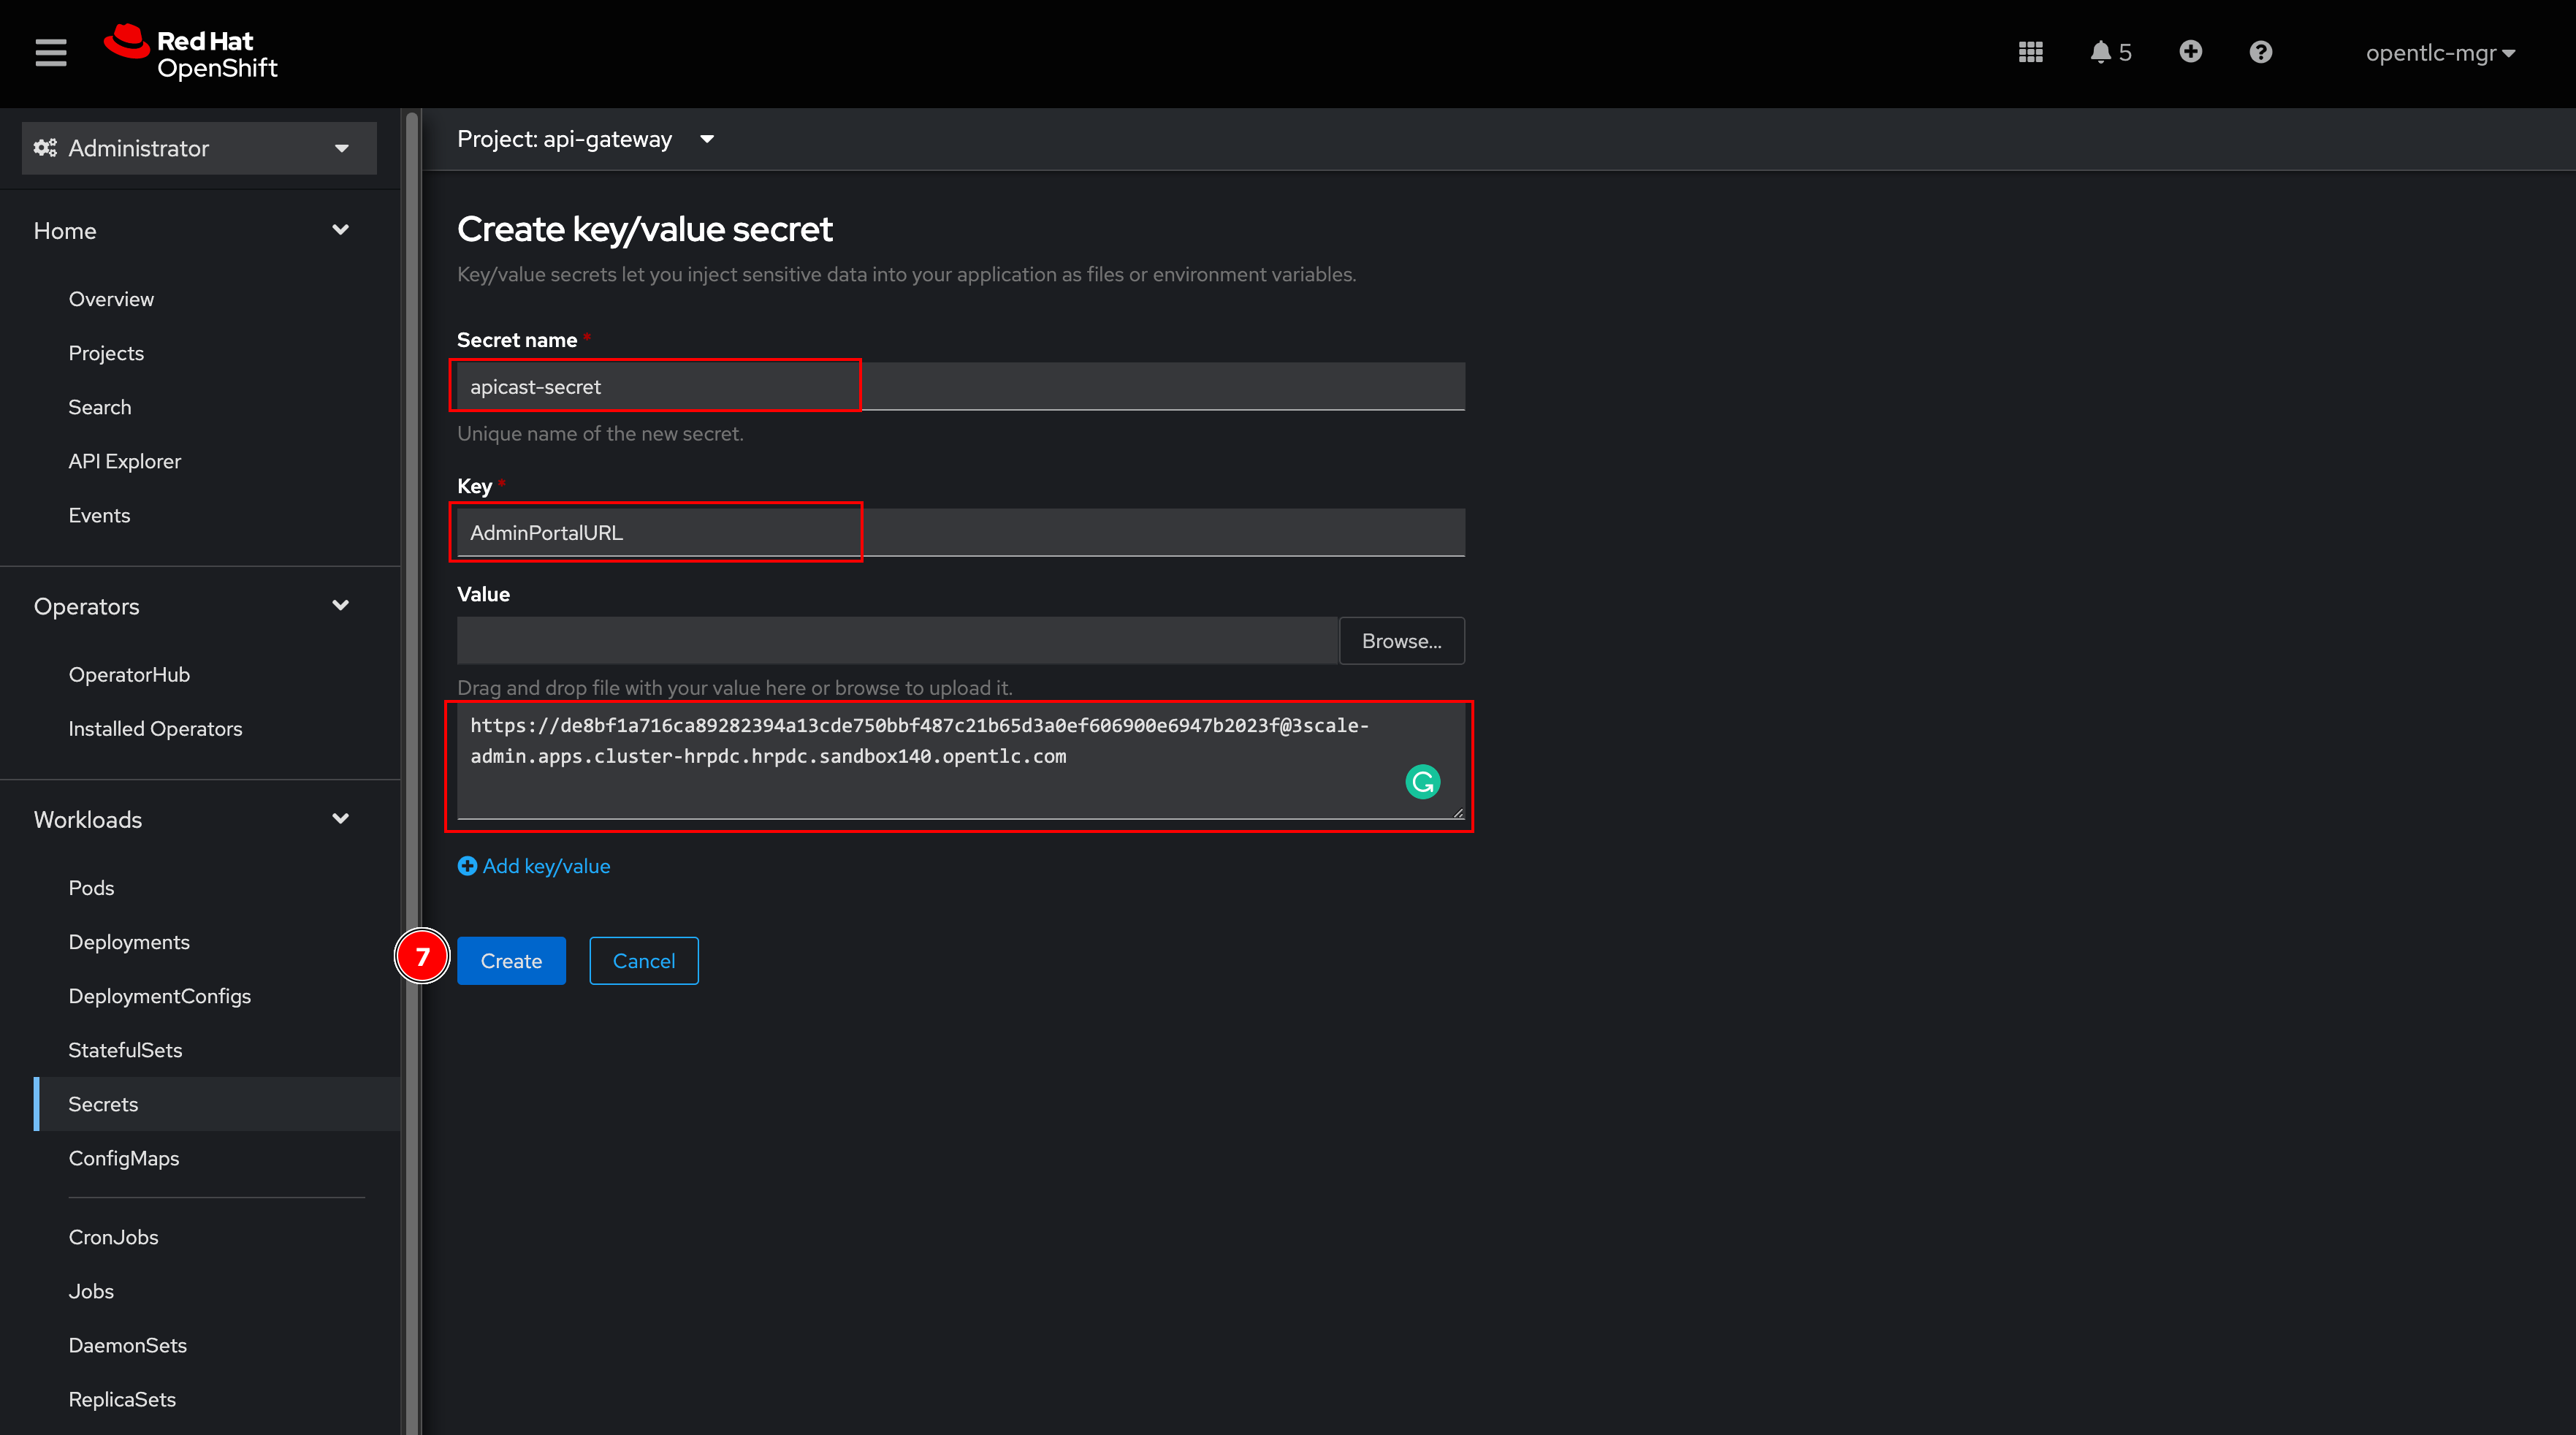 Red Hat
OpenShift
5
opentlc-mgr
Administrator
Home
Overview
Projects
Search
API Explorer
Events
Operators
OperatorHub
Installed Operators
Workloads
Pods
Deployments
DeploymentConfigs
StatefulSets
Secrets
ConfigMaps
CronJobs
Jobs
DaemonSets
ReplicaSets
Project: api-gateway
Create key/value secret
Key/value secrets let you inject sensitive data into your application as files or environment variables.
Secret name *
apicast-secret
Unique name of the new secret.
Key *
AdminPortalURL
Value
Browse...
Drag and drop file with your value here or browse to upload it.
https://de8bf1a716ca89282394a13cde750bbf487c21b65d3a0ef606900e6947b2023f@3scale-
admin.apps.cluster-hrpdc.hrpdc.sandbox140.opentlc.com
Add key/value
7
Create
Cancel